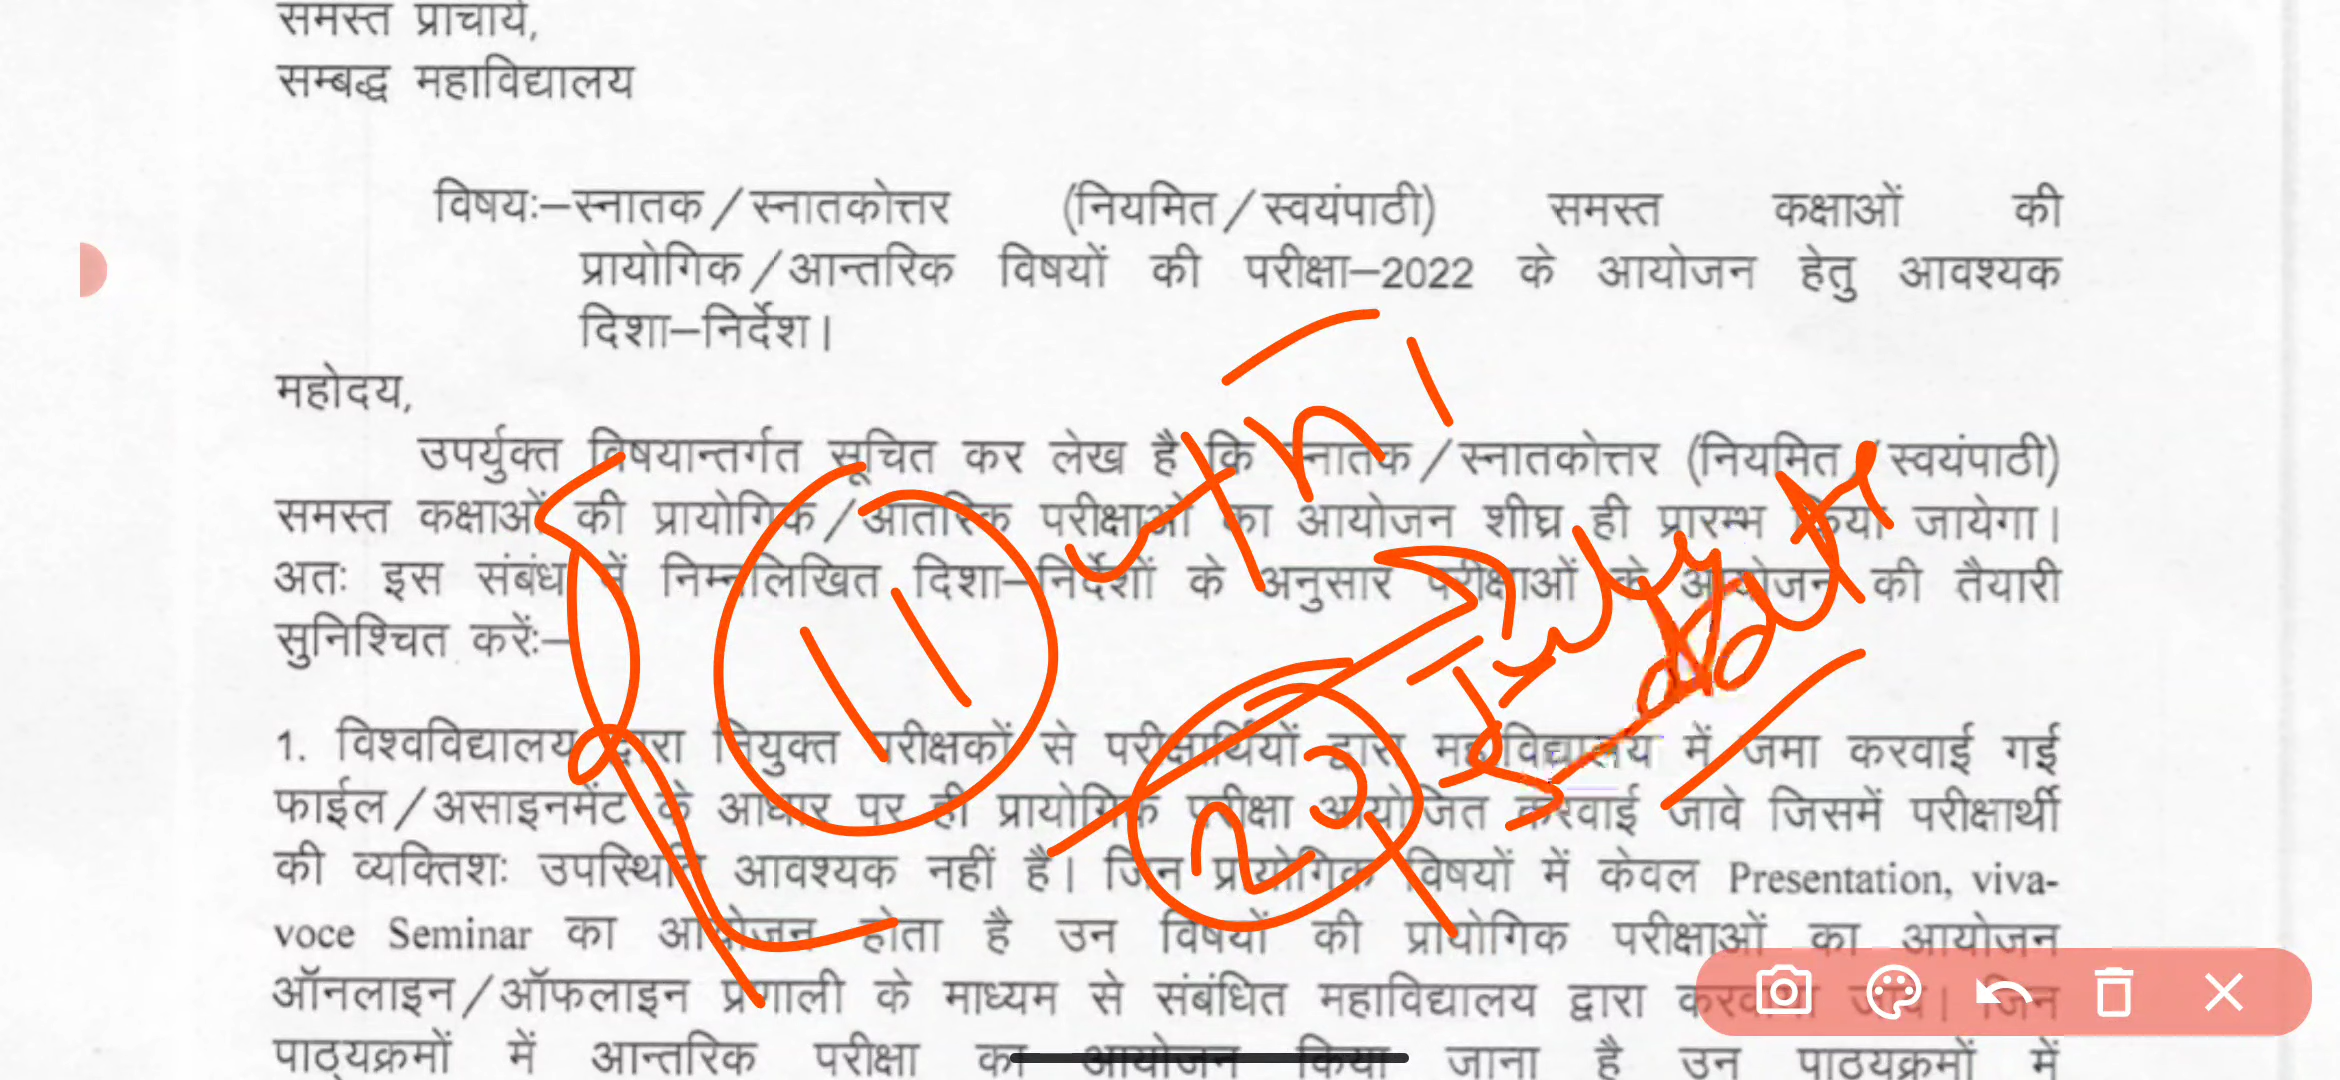 समस्त प्राचार्य,
सम्बद्ध महाविद्यालय
विषयः–स्नातक/स्नातकोत्तर (नियमित/स्वयंपाठी) समस्त कक्षाओं की
प्रायोगिक/आन्तरिक विषयों की परीक्षा–2022 के आयोजन हेतु आवश्यक
दिशा–निर्देश।
महोदय,
उपर्युक्त विषयान्तर्गत सूचित कर लेख है कि स्नातक/स्नातकोत्तर (नियमित/स्वयंपाठी)
समस्त कक्षाओं की प्रायोगिक/आंतरिक परीक्षाओं का आयोजन शीघ्र ही प्रारम्भ किया जायेगा।
अतः इस संबंध में निम्नलिखित दिशा–निर्देशों के अनुसार परीक्षाओं के आयोजन की तैयारी
सुनिश्चित करेंः–
11
23
July
1. विश्वविद्यालय द्वारा नियुक्त परीक्षकों से परीक्षार्थियों द्वारा महाविद्यालय में जमा करवाई गई
फाईल/असाइनमेंट के आधार पर ही प्रायोगिक परीक्षा आयोजित करवाई जावे जिसमें परीक्षार्थी
की व्यक्तिशः उपस्थिति आवश्यक नहीं है। जिन प्रायोगिक विषयों में केवल Presentation, viva-
voce Seminar का आयोजन होता है उन विषयों की प्रायोगिक परीक्षाओं का आयोजन
ऑनलाइन/ऑफलाइन प्रणाली के माध्यम से संबंधित महाविद्यालय द्वारा करवाया जावे। जिन
पाठ्यक्रमों में आन्तरिक परीक्षा का आयोजन किया जाना है उन पाठ्यक्रमों में